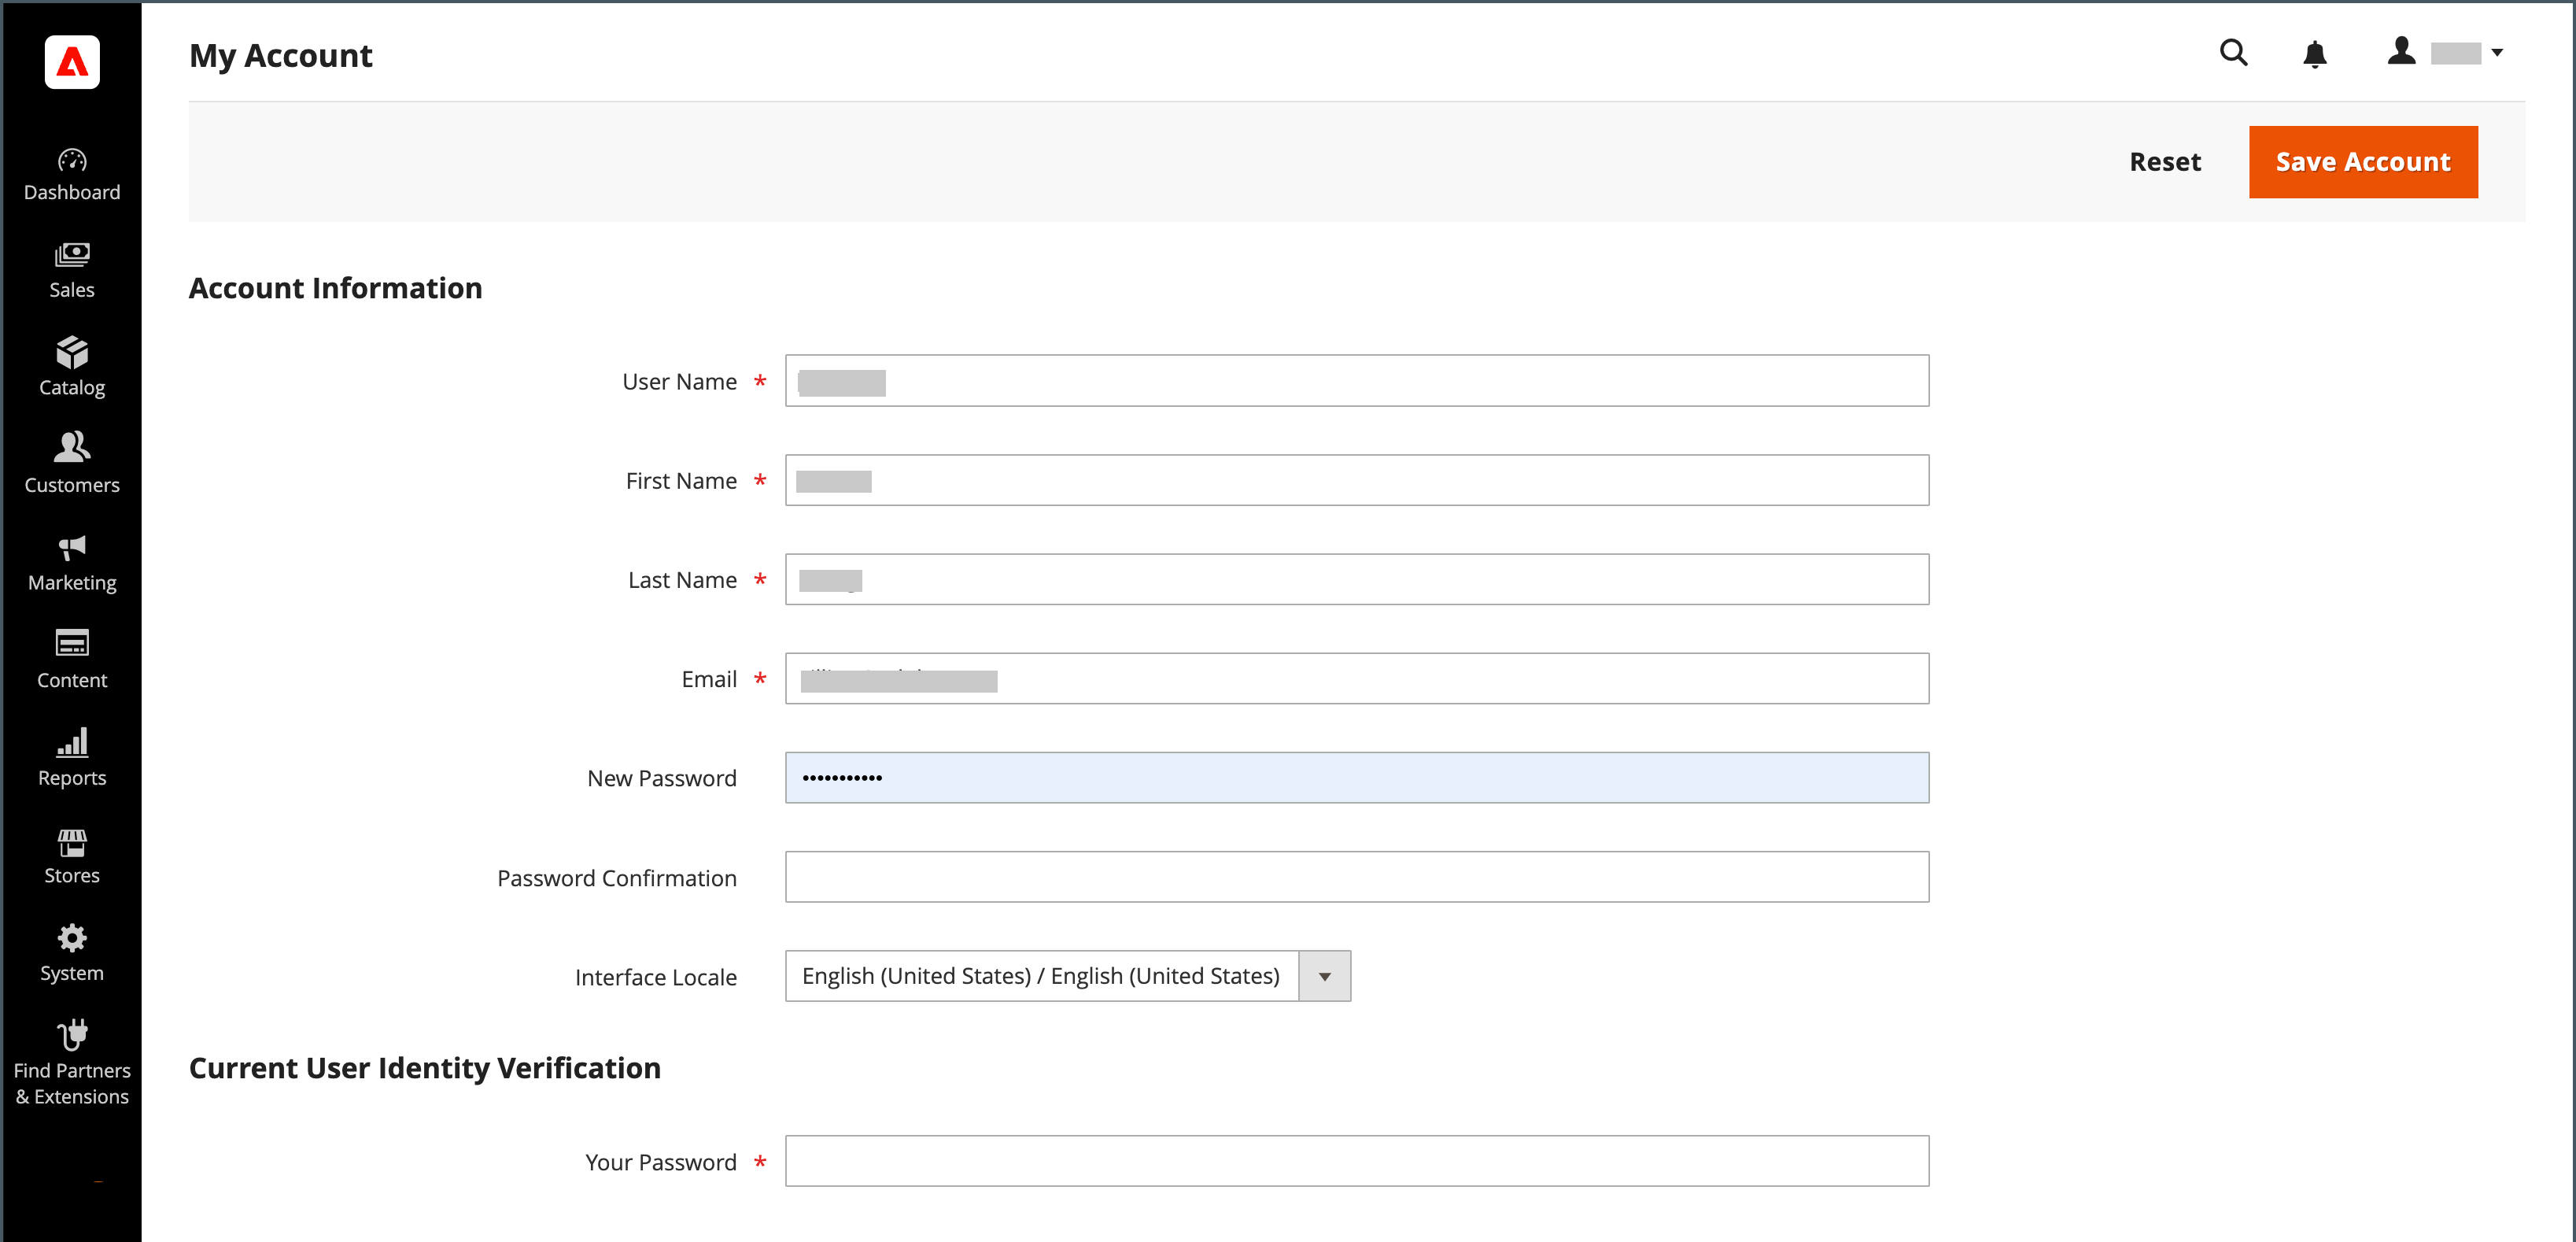 My Account
Reset
Save Account
Dashboard
Sales
Catalog
Customers
Marketing
Content
Reports
Stores
System
Find Partners
& Extensions
Account Information
User Name *
First Name *
Last Name *
Email *
New Password •••••••••••
Password Confirmation
Interface Locale English (United States) / English (United States)
Current User Identity Verification
Your Password *